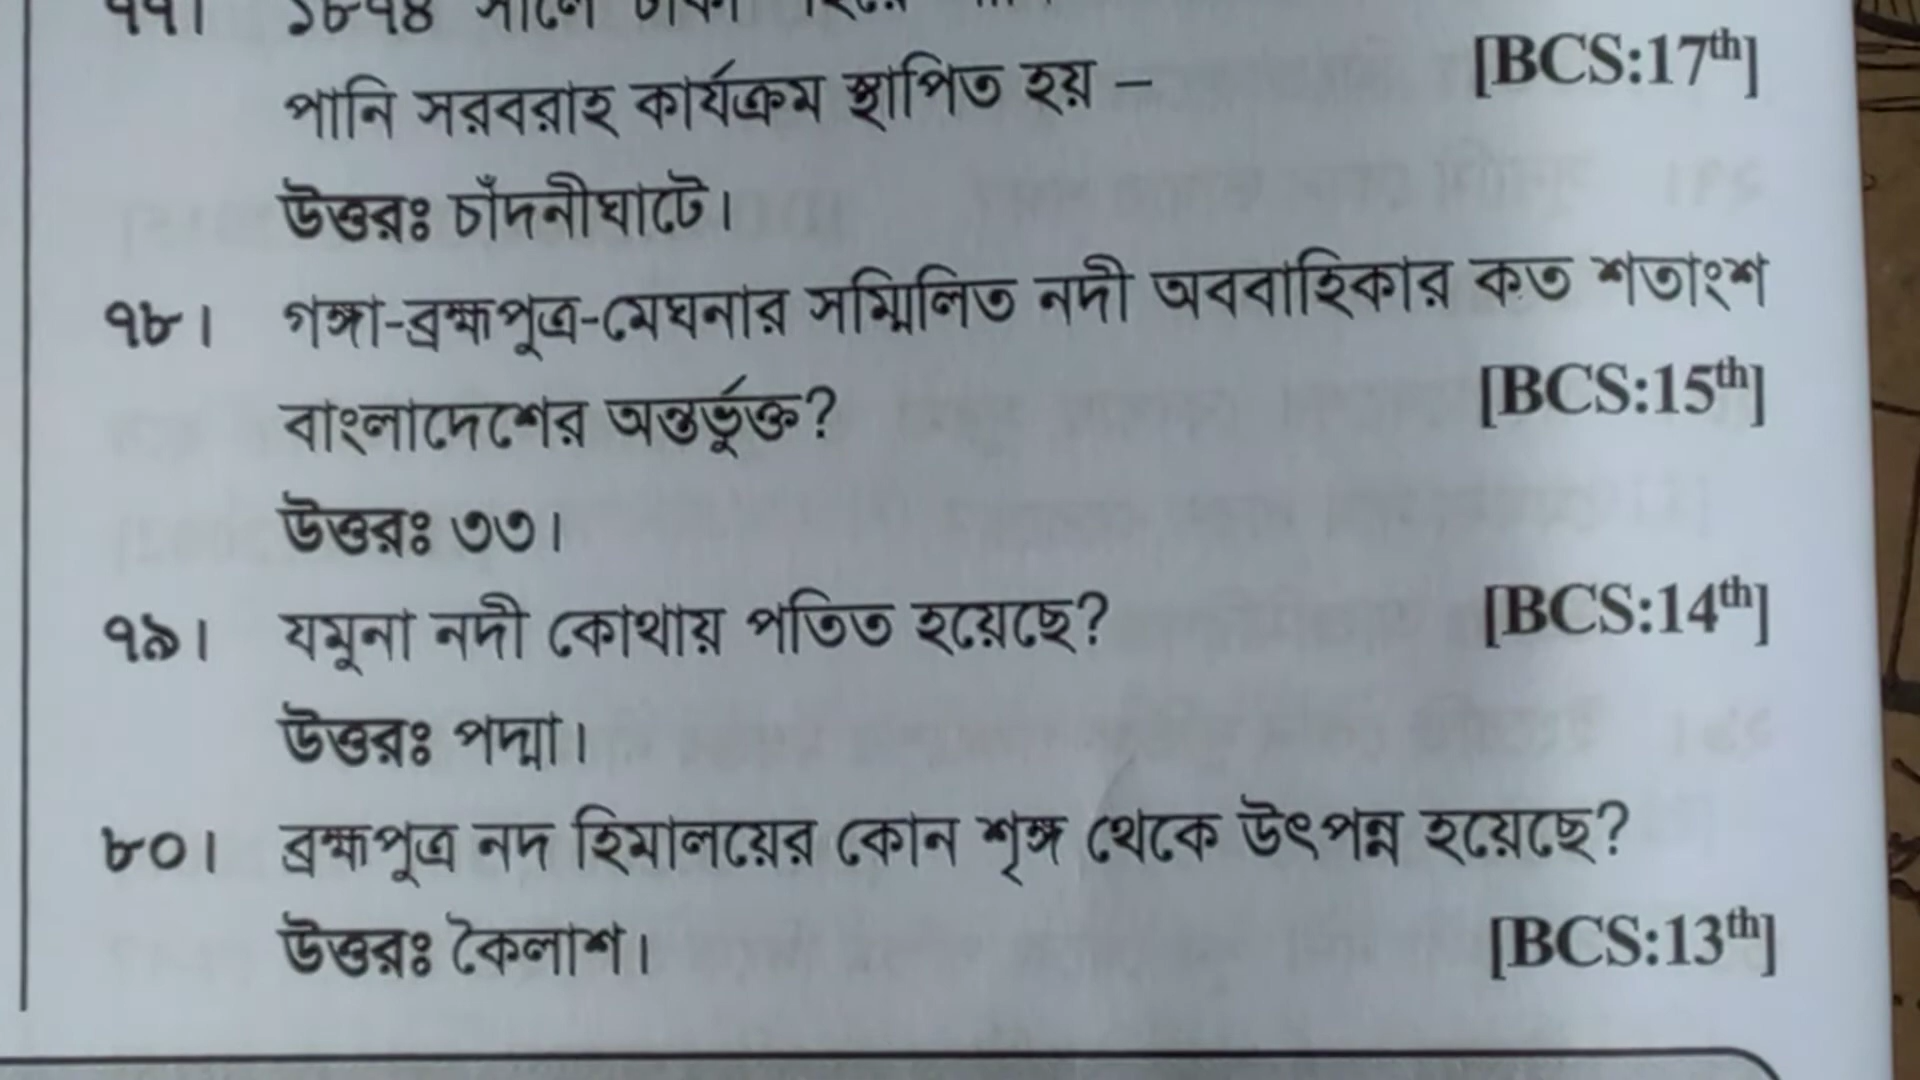 ৭৭। ১৮৭৪ সালে ঢাকা
পানি সরবরাহ কার্যক্রম স্থাপিত হয় – [BCS:17th]
উত্তরঃ চাঁদনীঘাটে।
৭৮। গঙ্গা-ব্রহ্মপুত্র-মেঘনার সম্মিলিত নদী অববাহিকার কত শতাংশ
বাংলাদেশের অন্তর্ভুক্ত? [BCS:15th]
উত্তরঃ ৩৩।
৭৯। যমুনা নদী কোথায় পতিত হয়েছে? [BCS:14th]
উত্তরঃ পদ্মা।
৮০। ব্রহ্মপুত্র নদ হিমালয়ের কোন শৃঙ্গ থেকে উৎপন্ন হয়েছে?
উত্তরঃ কৈলাশ। [BCS:13th]